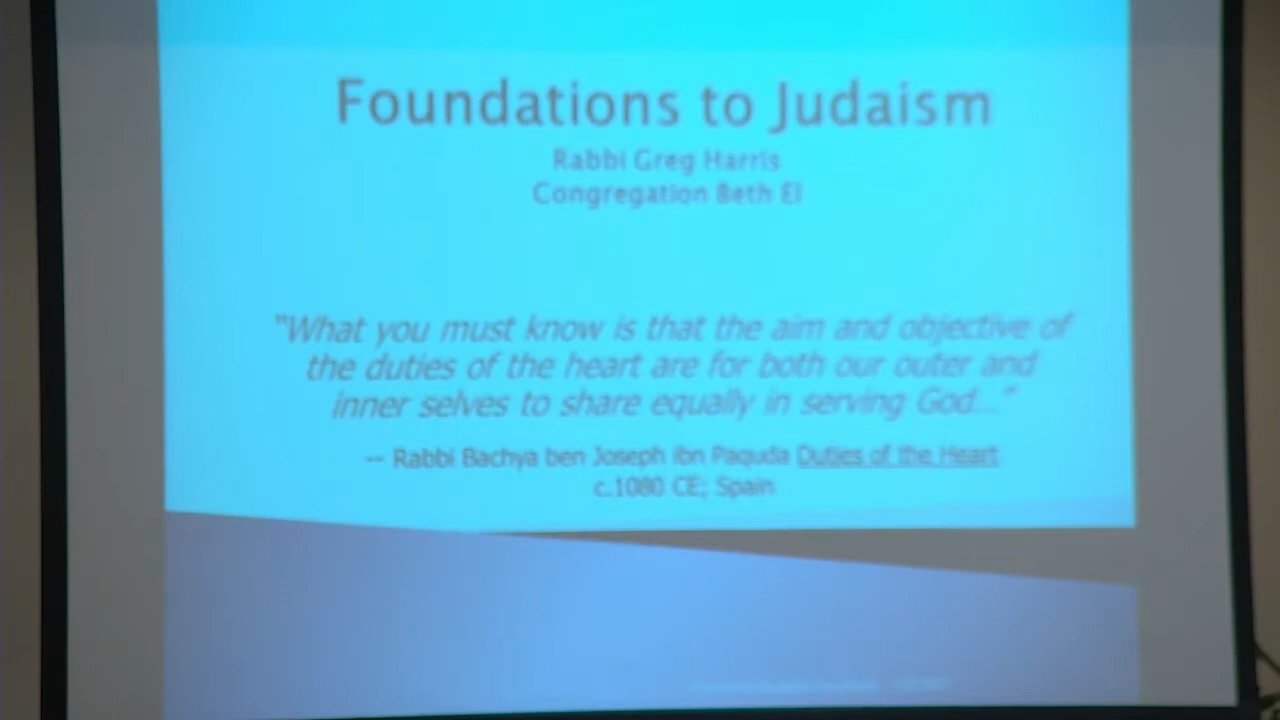 Foundations to Judaism
Rabbi Greg Harris
Congregation Beth El
"What you must know is that the aim and objective of
the duties of the heart are for both our outer and
inner selves to share equally in serving God..."
-- Rabbi Bachya ben Joseph ibn Paquda Duties of the Heart
c.1080 CE; Spain